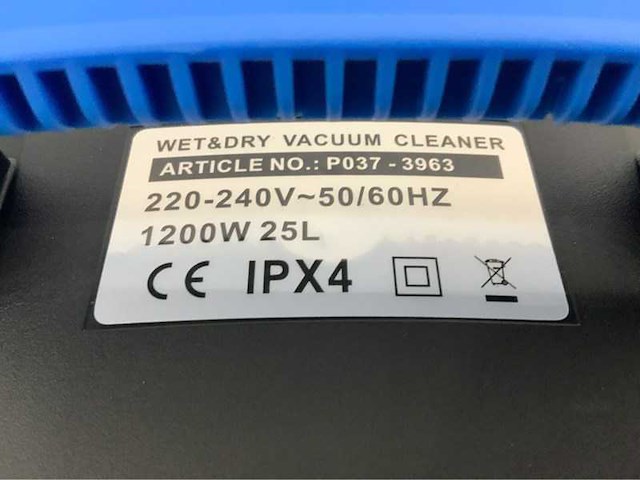 WET&DRY VACUUM CLEANER
ARTICLE NO.: P037 - 3963
220-240V~50/60HZ
1200W 25L
CE IPX4